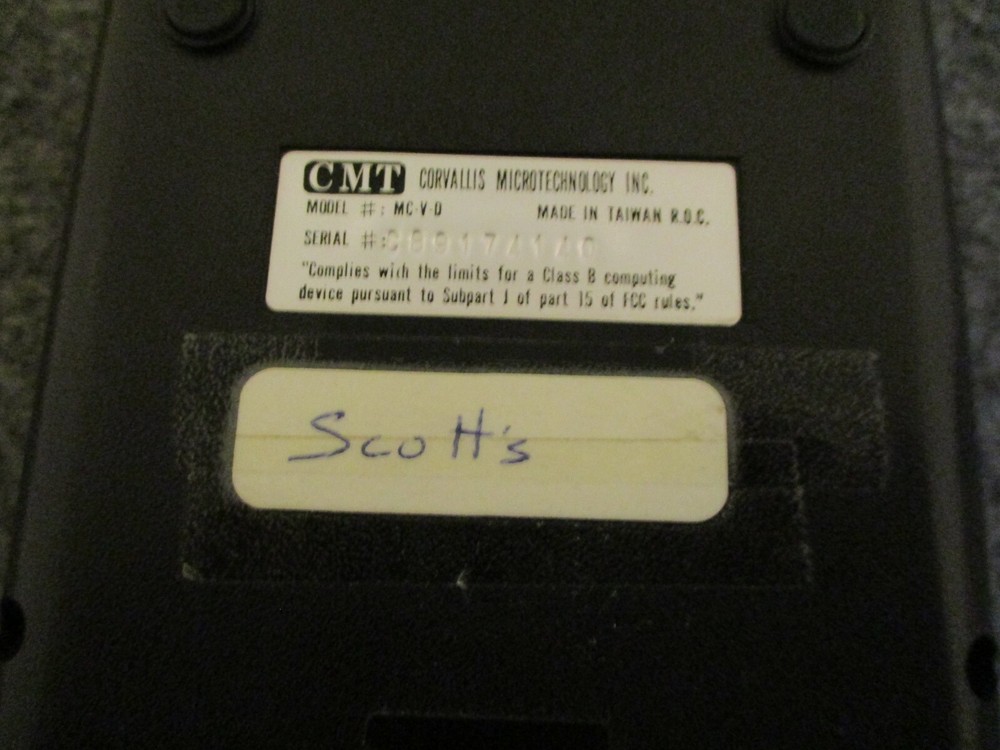 CMT CORVALLIS MICROTECHNOLOGY INC.
MODEL #: MC-V-D MADE IN TAIWAN R.O.C.
SERIAL #:
"Complies with the limits for a Class B computing
device pursuant to Subpart J of part 15 of FCC rules."
Scott's